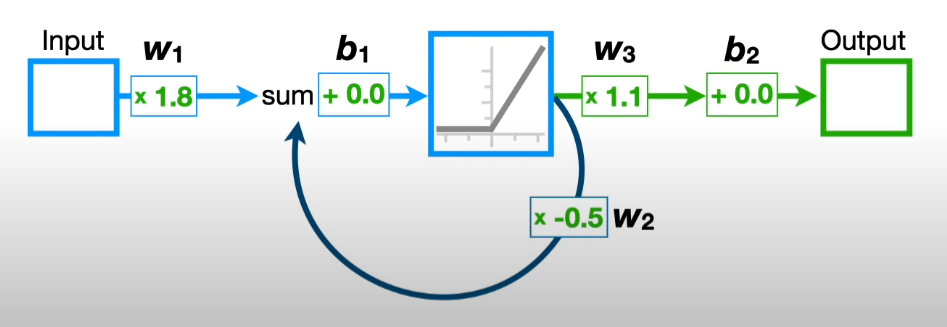 Input
w1
b1
w3
b2
Output
x 1.8
sum
+ 0.0
x 1.1
+ 0.0
x -0.5
w2